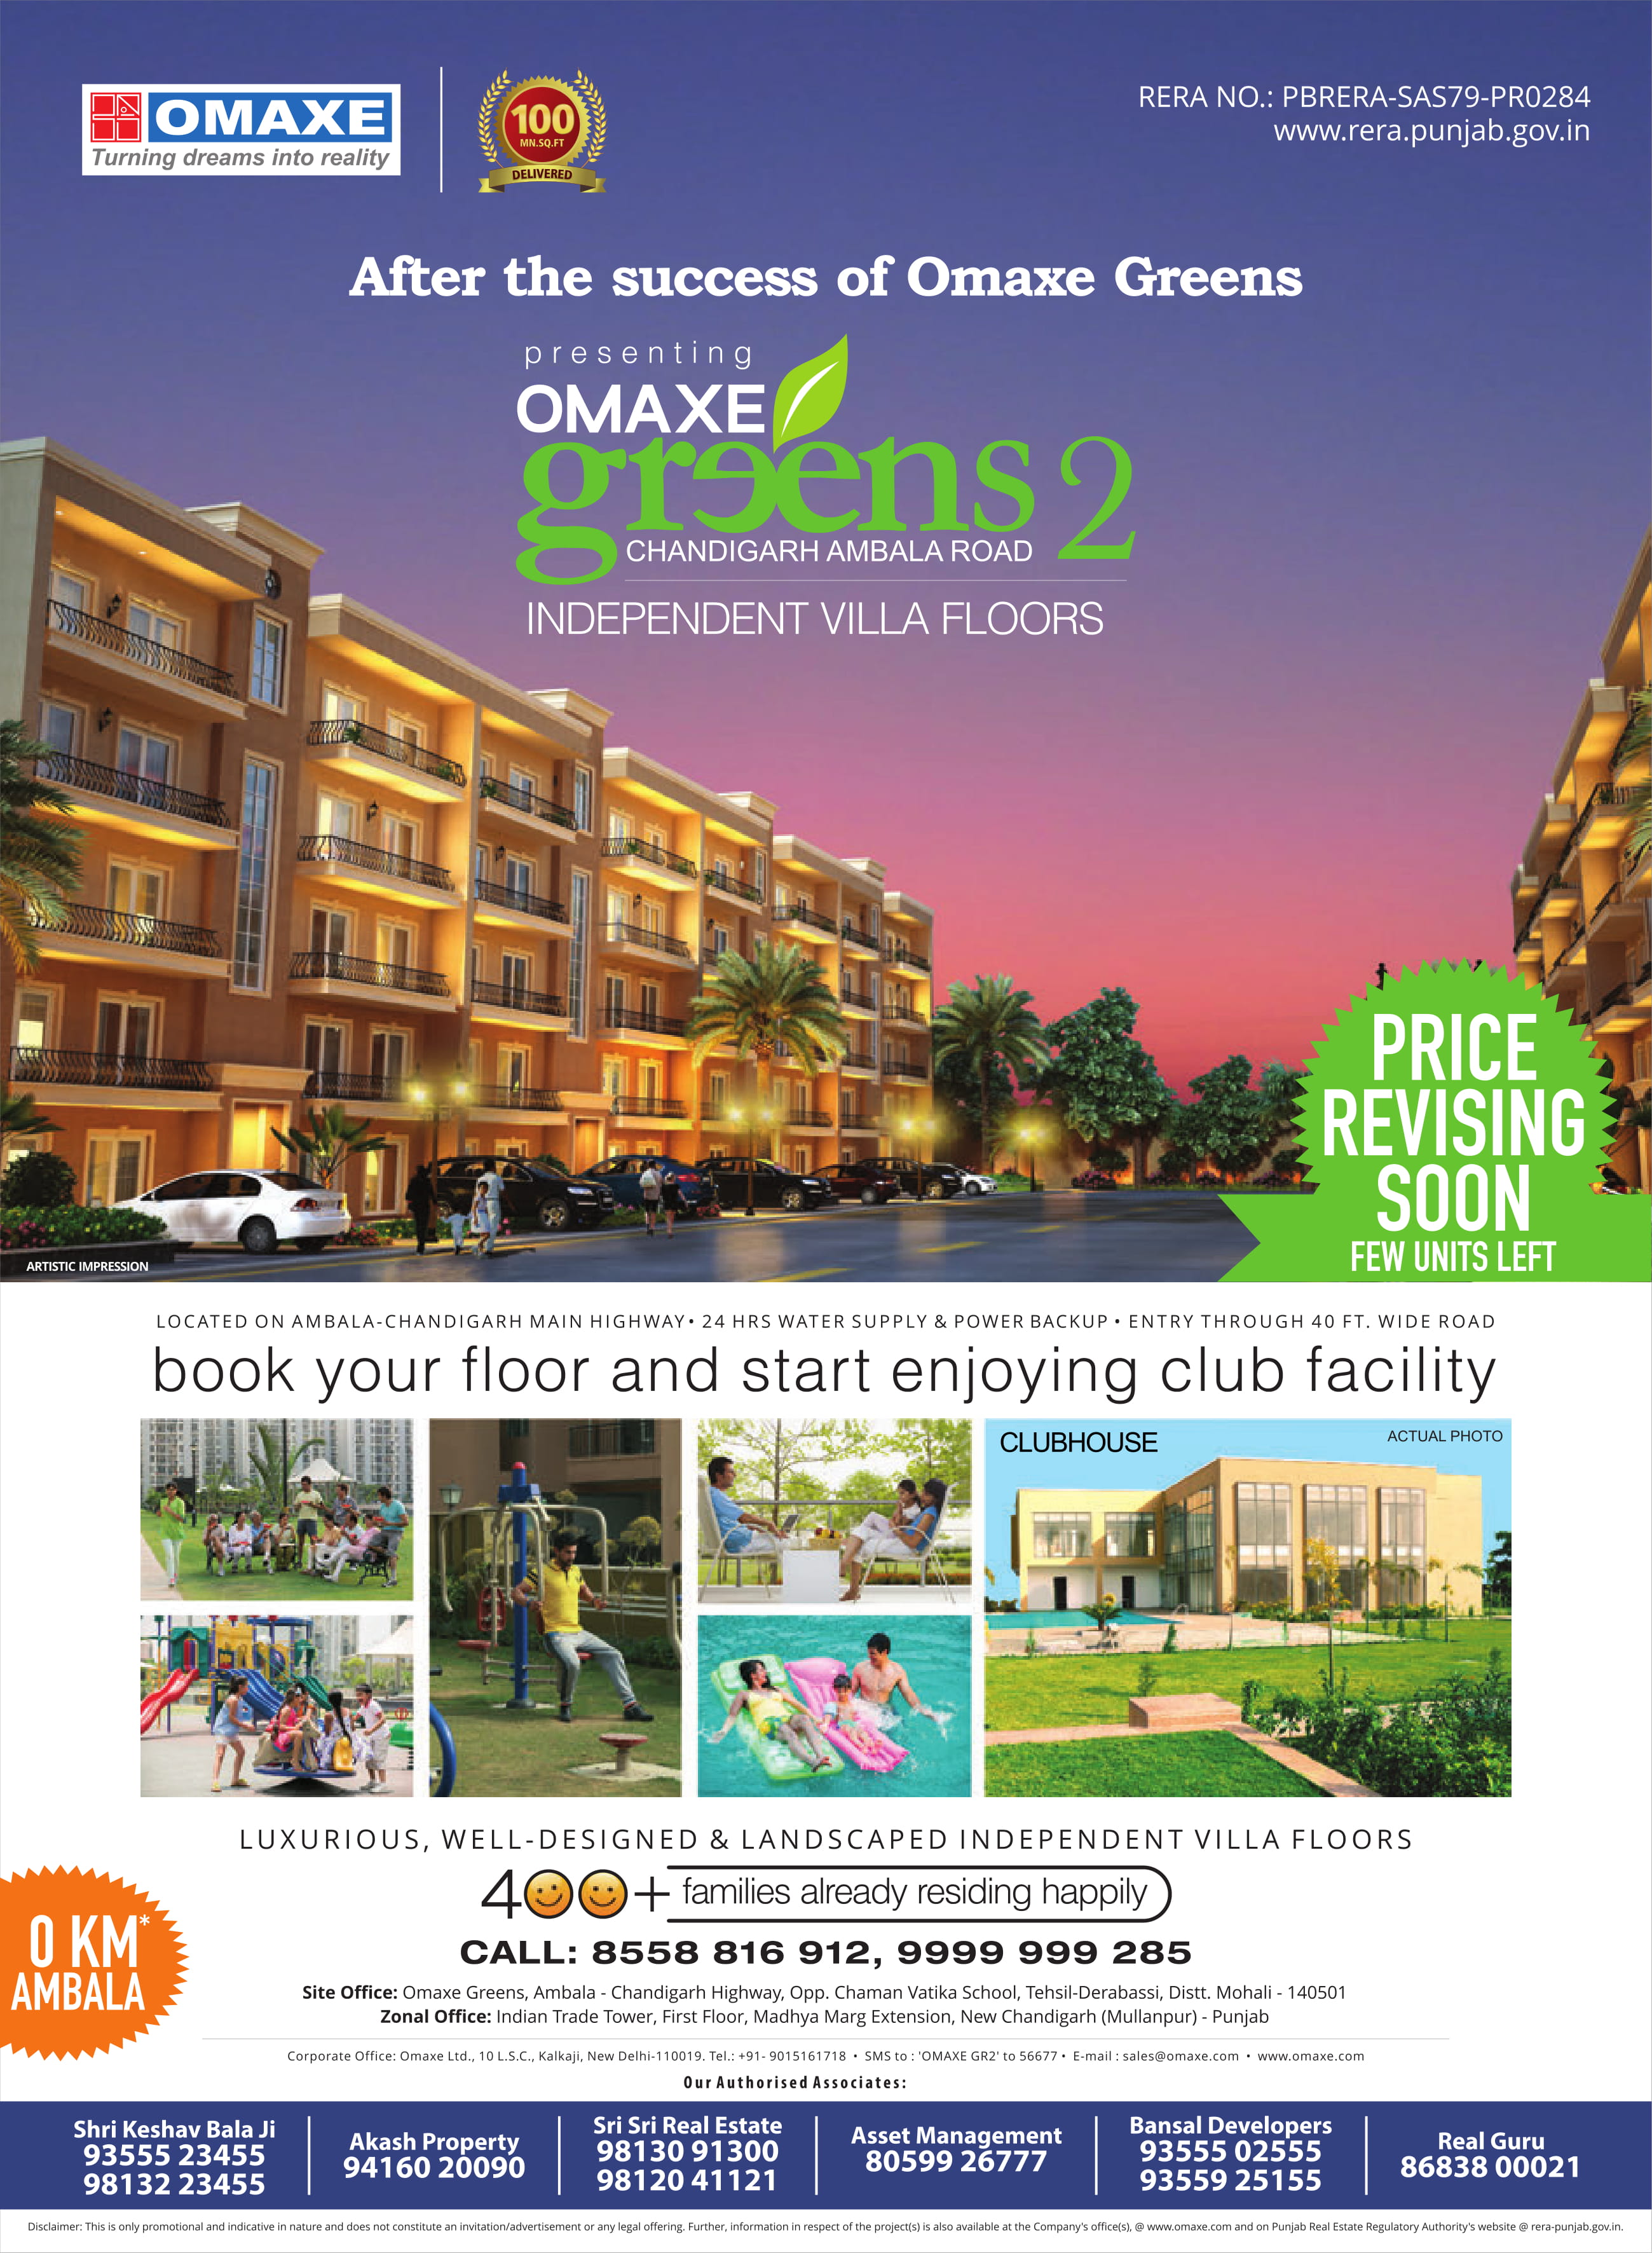 OMAXE
Turning dreams into reality
100
MN.SQ.FT
DELIVERED
RERA NO.: PBRERA-SAS79-PR0284
www.rera.punjab.gov.in
After the success of Omaxe Greens
presenting
OMAXE
greens 2
CHANDIGARH AMBALA ROAD
INDEPENDENT VILLA FLOORS
PRICE
REVISING
SOON
FEW UNITS LEFT
ARTISTIC IMPRESSION
LOCATED ON AMBALA-CHANDIGARH MAIN HIGHWAY• 24 HRS WATER SUPPLY & POWER BACKUP • ENTRY THROUGH 40 FT. WIDE ROAD
book your floor and start enjoying club facility
CLUBHOUSE
ACTUAL PHOTO
LUXURIOUS, WELL-DESIGNED & LANDSCAPED INDEPENDENT VILLA FLOORS
400+ families already residing happily
0 KM*
AMBALA
CALL: 8558 816 912, 9999 999 285
Site Office: Omaxe Greens, Ambala - Chandigarh Highway, Opp. Chaman Vatika School, Tehsil-Derabassi, Distt. Mohali - 140501
Zonal Office: Indian Trade Tower, First Floor, Madhya Marg Extension, New Chandigarh (Mullanpur) - Punjab
Corporate Office: Omaxe Ltd., 10 L.S.C., Kalkaji, New Delhi-110019. Tel.: +91- 9015161718 • SMS to : 'OMAXE GR2' to 56677 • E-mail : sales@omaxe.com • www.omaxe.com
Our Authorised Associates:
Shri Keshav Bala Ji
93555 23455
98132 23455
Akash Property
94160 20090
Sri Sri Real Estate
98130 91300
98120 41121
Asset Management
80599 26777
Bansal Developers
93555 02555
93559 25155
Real Guru
86838 00021
Disclaimer: This is only promotional and indicative in nature and does not constitute an invitation/advertisement or any legal offering. Further, information in respect of the project(s) is also available at the Company's office(s), @ www.omaxe.com and on Punjab Real Estate Regulatory Authority's website @ rera-punjab.gov.in.